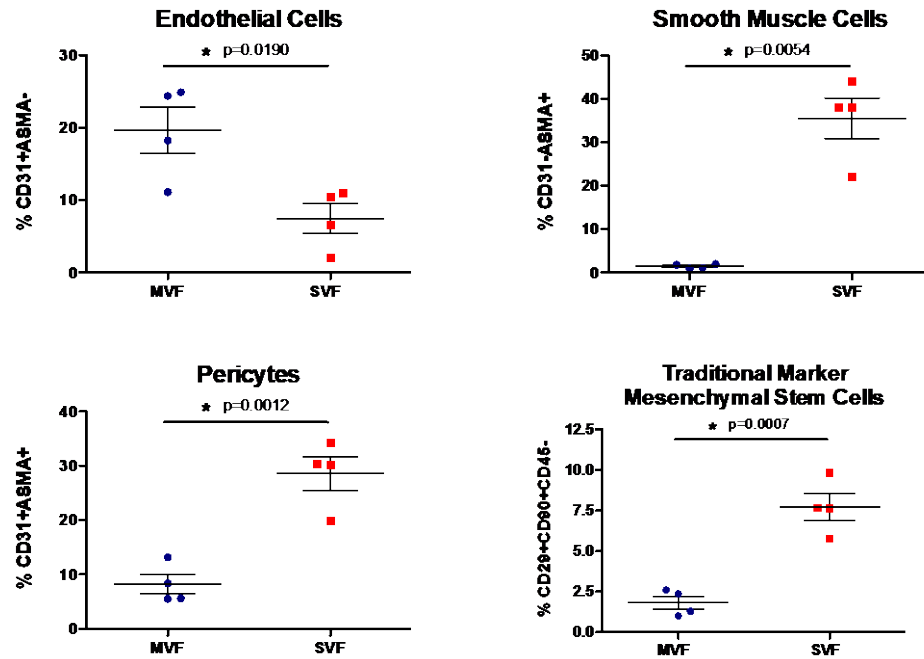 Endothelial Cells
* p=0.0190
% CD31+ASMA-
30
20
10
0
MVF SVF
Smooth Muscle Cells
* p=0.0054
% CD31-ASMA+
50
40
30
20
10
0
MVF SVF
Pericytes
* p=0.0012
% CD31+ASMA+
40
30
20
10
0
MVF SVF
Traditional Marker
Mesenchymal Stem Cells
* p=0.0007
% CD29+CD90+CD45-
12.5
10.0
7.5
5.0
2.5
0.0
MVF SVF